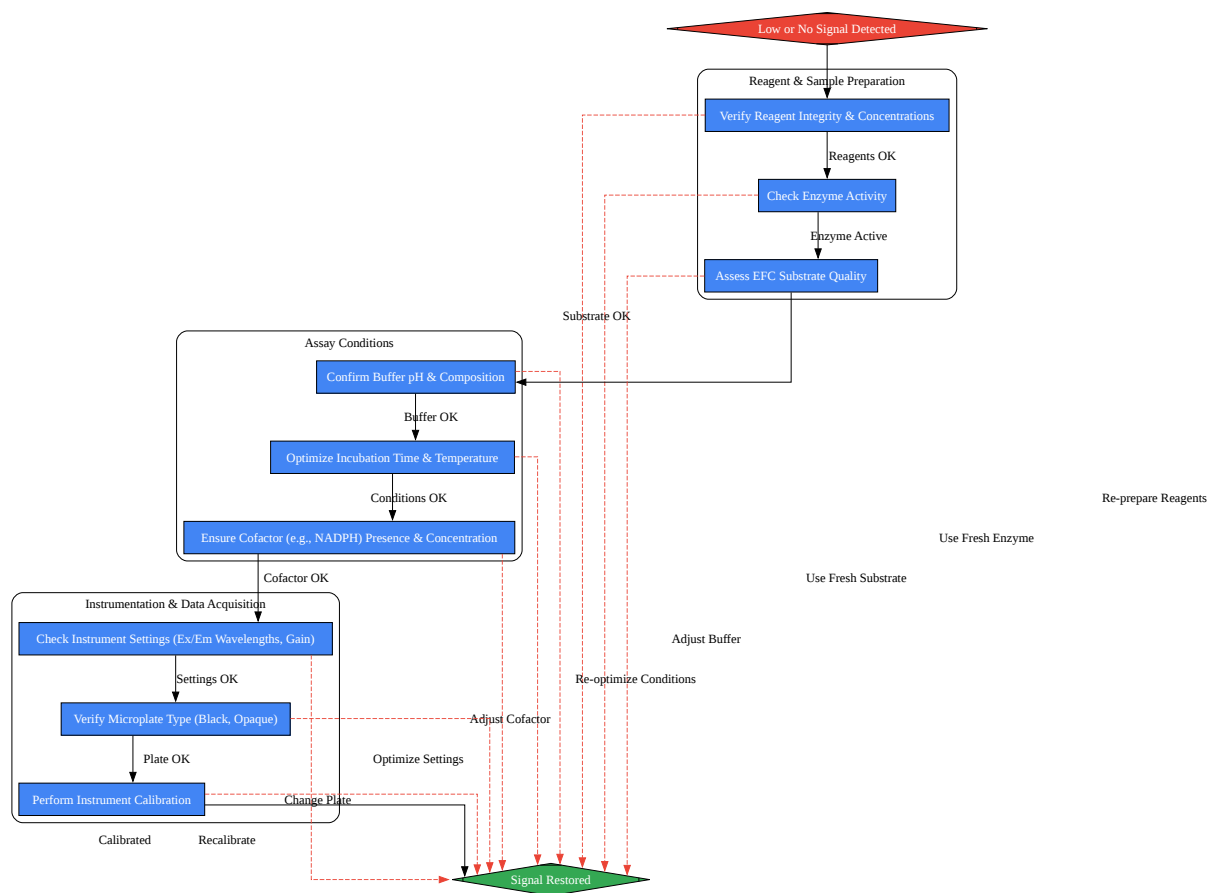 Low or No Signal Detected
Reagent & Sample Preparation
Verify Reagent Integrity & Concentrations
Reagents OK
Check Enzyme Activity
Enzyme Active
Assess EFC Substrate Quality
Substrate OK
Assay Conditions
Confirm Buffer pH & Composition
Buffer OK
Optimize Incubation Time & Temperature
Conditions OK
Re-prepare Reagents
Ensure Cofactor (e.g., NADPH) Presence & Concentration
Use Fresh Enzyme
Cofactor OK
Use Fresh Substrate
Instrumentation & Data Acquisition
Check Instrument Settings (Ex/Em Wavelengths, Gain)
Adjust Buffer
Settings OK
Re-optimize Conditions
Verify Microplate Type (Black, Opaque)
Adjust Cofactor
Plate OK
Optimize Settings
Perform Instrument Calibration
Change Plate
Calibrated
Recalibrate
Signal Restored